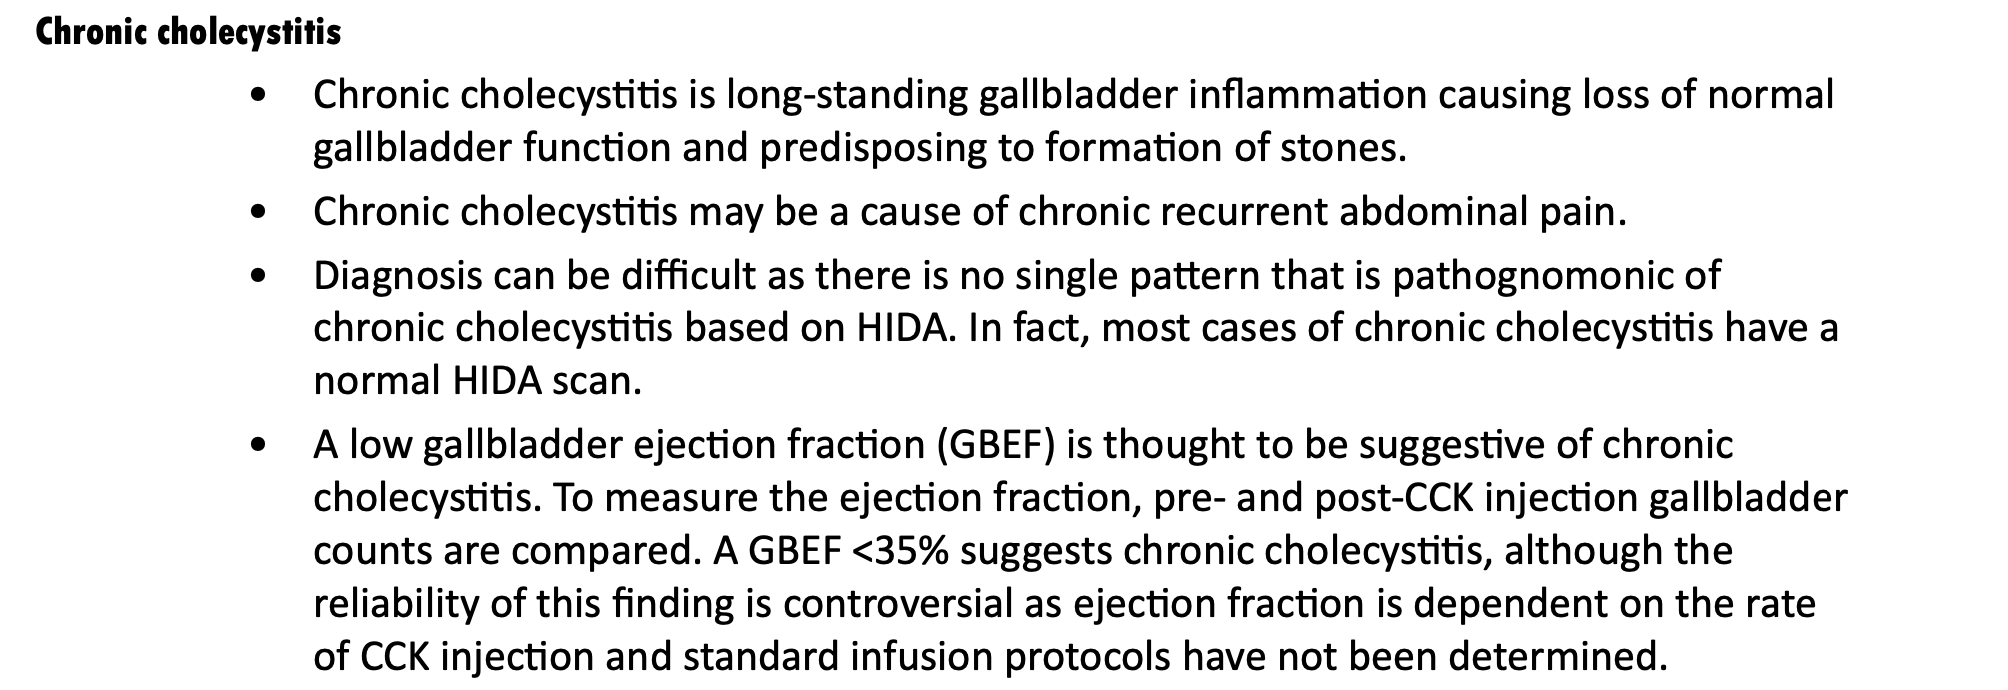 Chronic cholecystitis
• Chronic cholecystitis is long-standing gallbladder inflammation causing loss of normal
gallbladder function and predisposing to formation of stones.
• Chronic cholecystitis may be a cause of chronic recurrent abdominal pain.
• Diagnosis can be difficult as there is no single pattern that is pathognomonic of
chronic cholecystitis based on HIDA. In fact, most cases of chronic cholecystitis have a
normal HIDA scan.
• A low gallbladder ejection fraction (GBEF) is thought to be suggestive of chronic
cholecystitis. To measure the ejection fraction, pre- and post-CCK injection gallbladder
counts are compared. A GBEF <35% suggests chronic cholecystitis, although the
reliability of this finding is controversial as ejection fraction is dependent on the rate
of CCK injection and standard infusion protocols have not been determined.